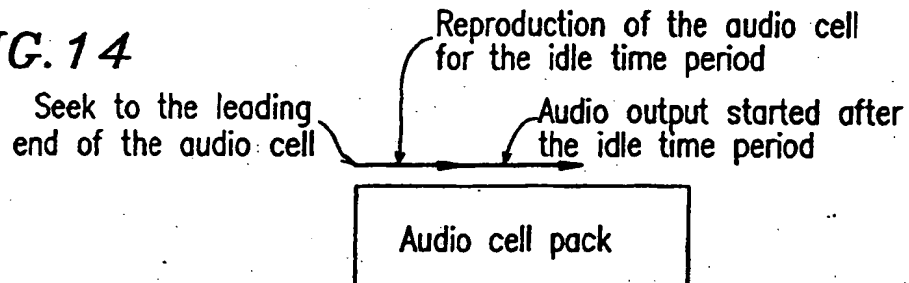 G. 14
Reproduction of the audio cell
for the idle time period
Seek to the leading
end of the audio cell
Audio output started after
the idle time period
Audio cell pack